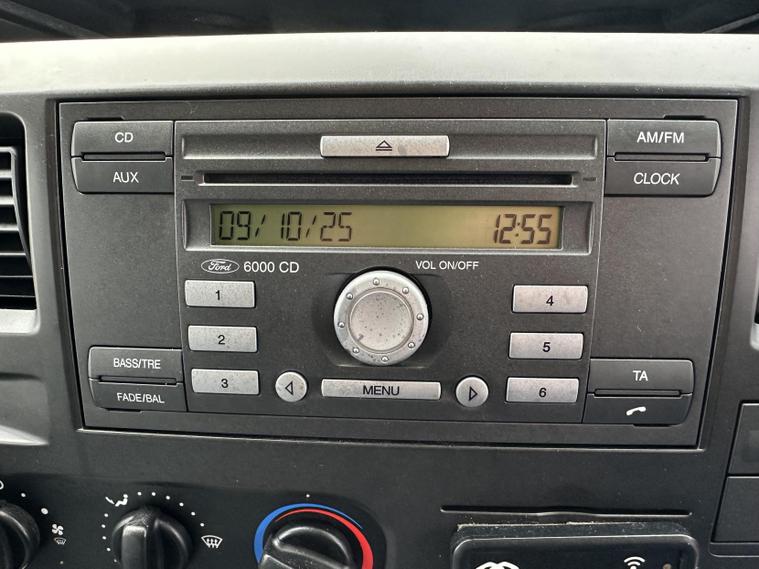 CD
AUX
AM/FM
CLOCK
09/10/25 12:55
Ford 6000 CD
VOL ON/OFF
1
2
3
4
5
6
MENU
BASS/TRE
FADE/BAL
TA